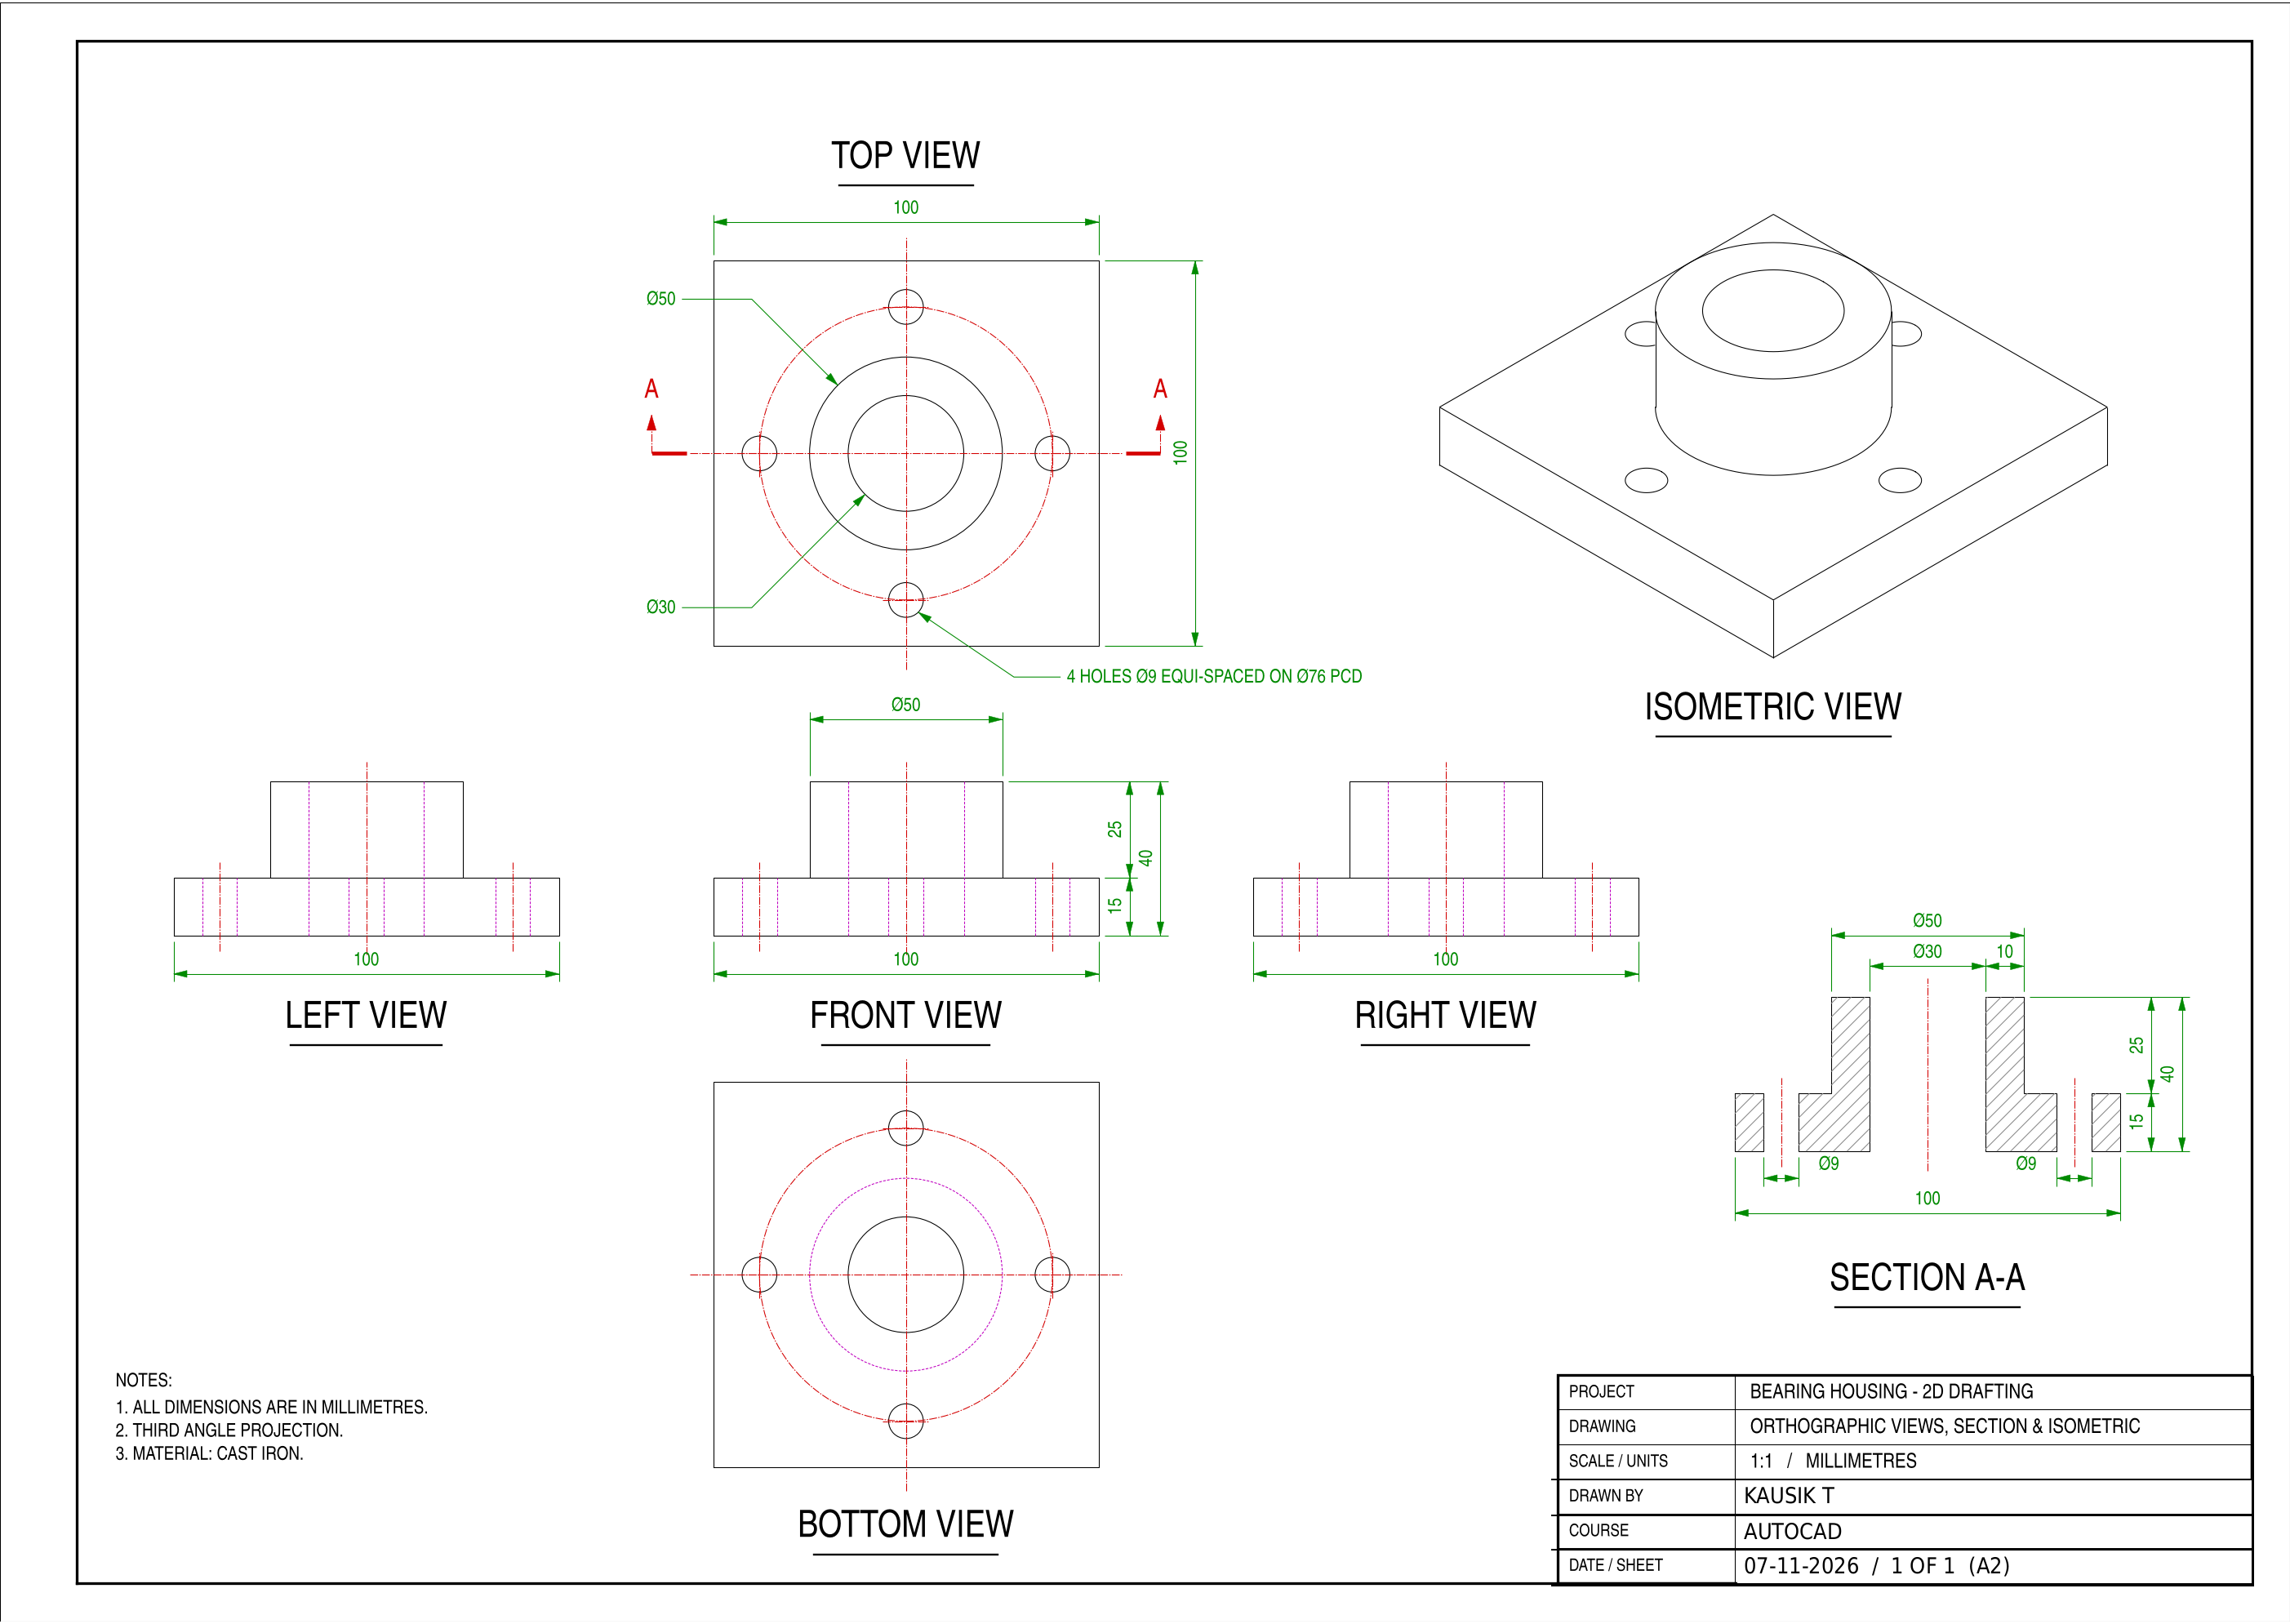 TOP VIEW
100
Ø50
A
A
100
Ø30
4 HOLES Ø9 EQUI-SPACED ON Ø76 PCD
ISOMETRIC VIEW
Ø50
25
40
15
100
100
100
LEFT VIEW
FRONT VIEW
RIGHT VIEW
Ø50
Ø30
10
25
40
15
Ø9
Ø9
100
SECTION A-A
BOTTOM VIEW
NOTES:
1. ALL DIMENSIONS ARE IN MILLIMETRES.
2. THIRD ANGLE PROJECTION.
3. MATERIAL: CAST IRON.
PROJECT BEARING HOUSING - 2D DRAFTING
DRAWING ORTHOGRAPHIC VIEWS, SECTION & ISOMETRIC
SCALE / UNITS 1:1 / MILLIMETRES
DRAWN BY KAUSIK T
COURSE AUTOCAD
DATE / SHEET 07-11-2026 / 1 OF 1 (A2)